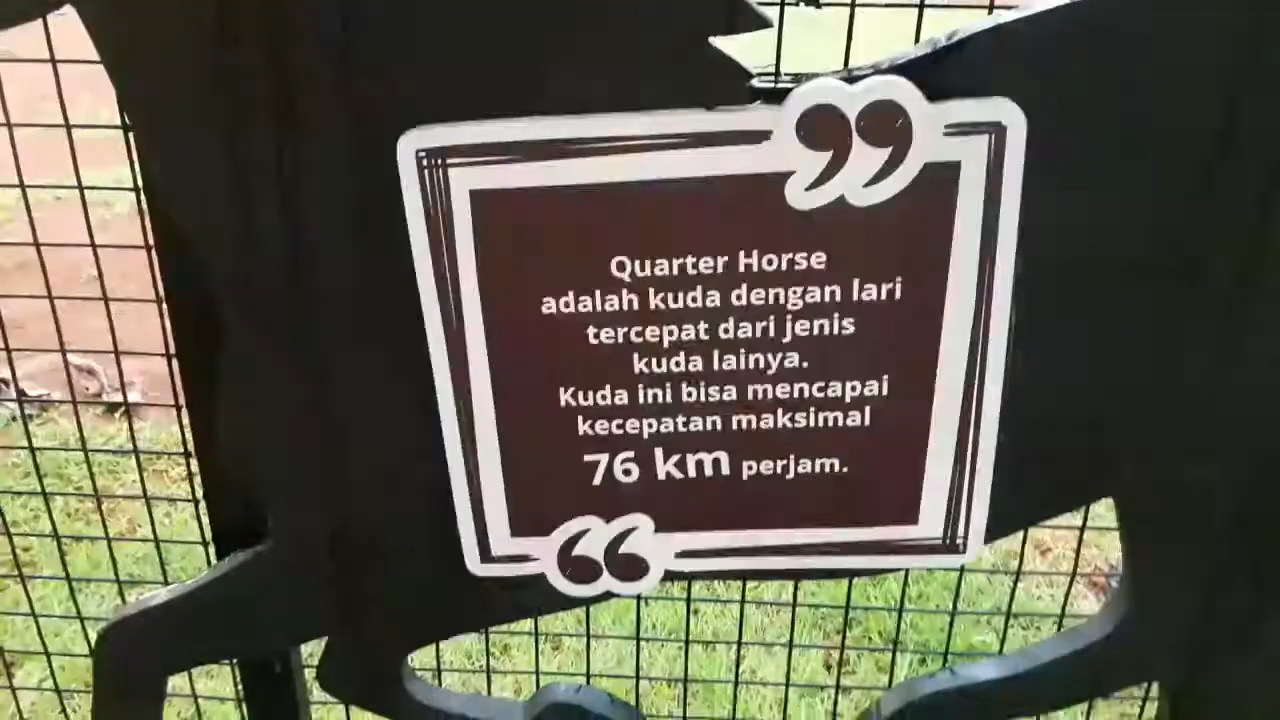 Quarter Horse
adalah kuda dengan lari
tercepat dari jenis
kuda lainya.
Kuda ini bisa mencapai
kecepatan maksimal
76 km perjam.